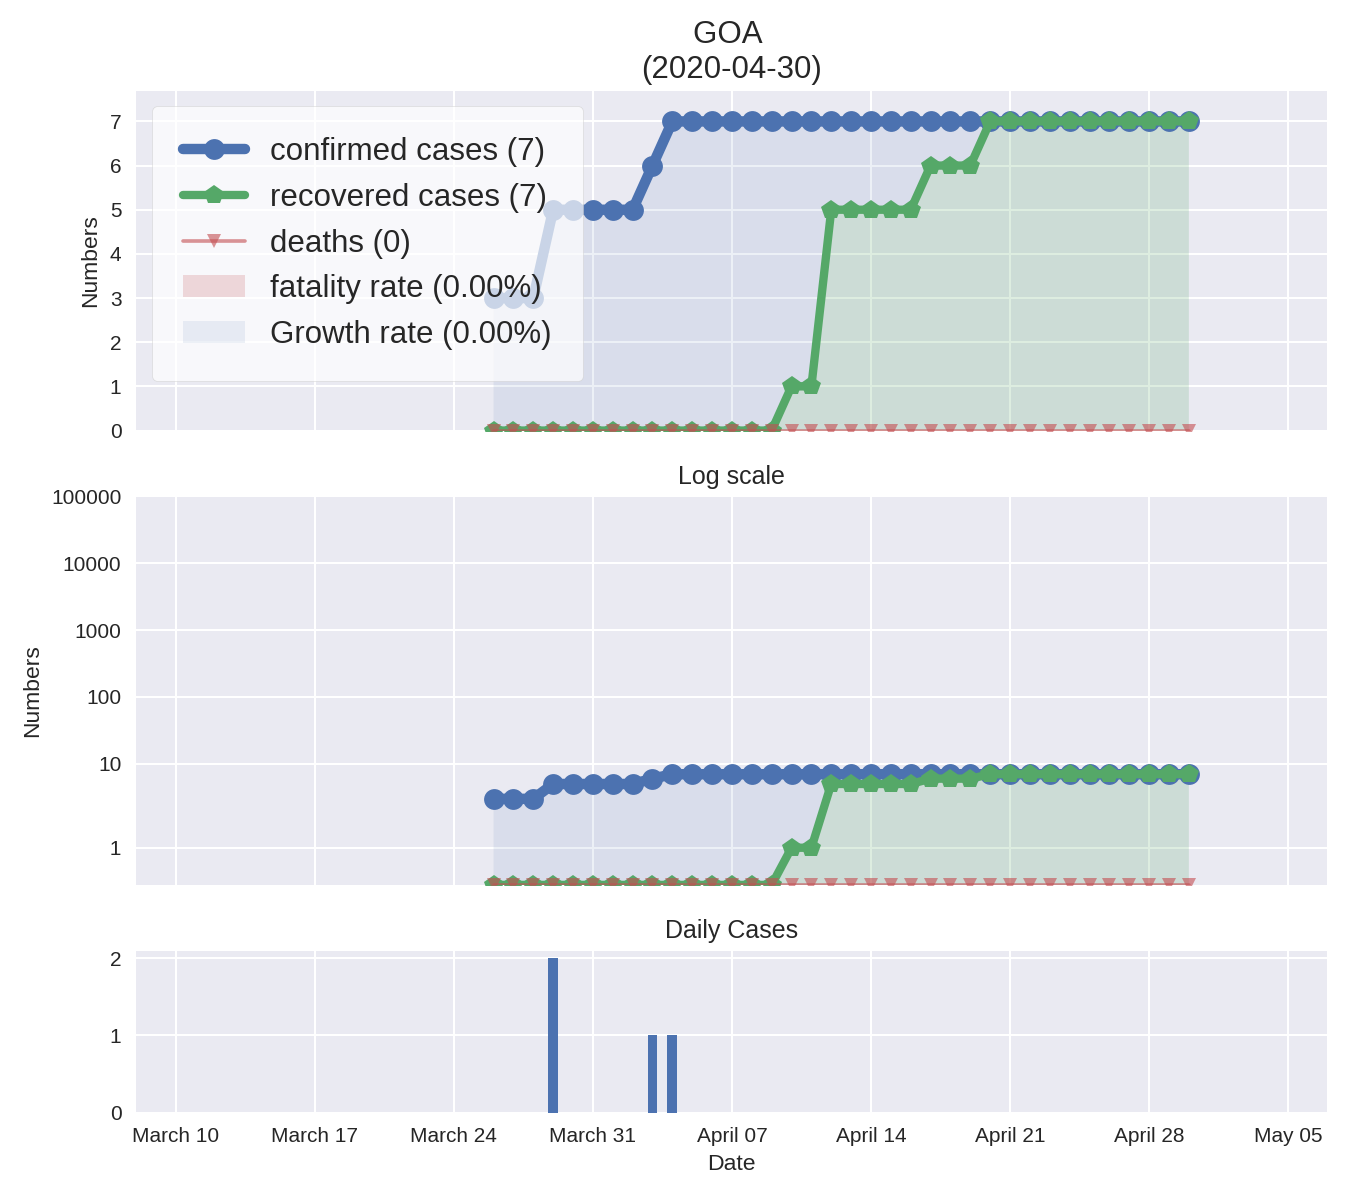 GOA
(2020-04-30)
confirmed cases (7)
recovered cases (7)
deaths (0)
fatality rate (0.00%)
Growth rate (0.00%)
7
6
5
4
3
2
1
0
Numbers
Log scale
100000
10000
1000
100
10
1
Numbers
Daily Cases
2
1
0
March 10 March 17 March 24 March 31 April 07 April 14 April 21 April 28 May 05
Date